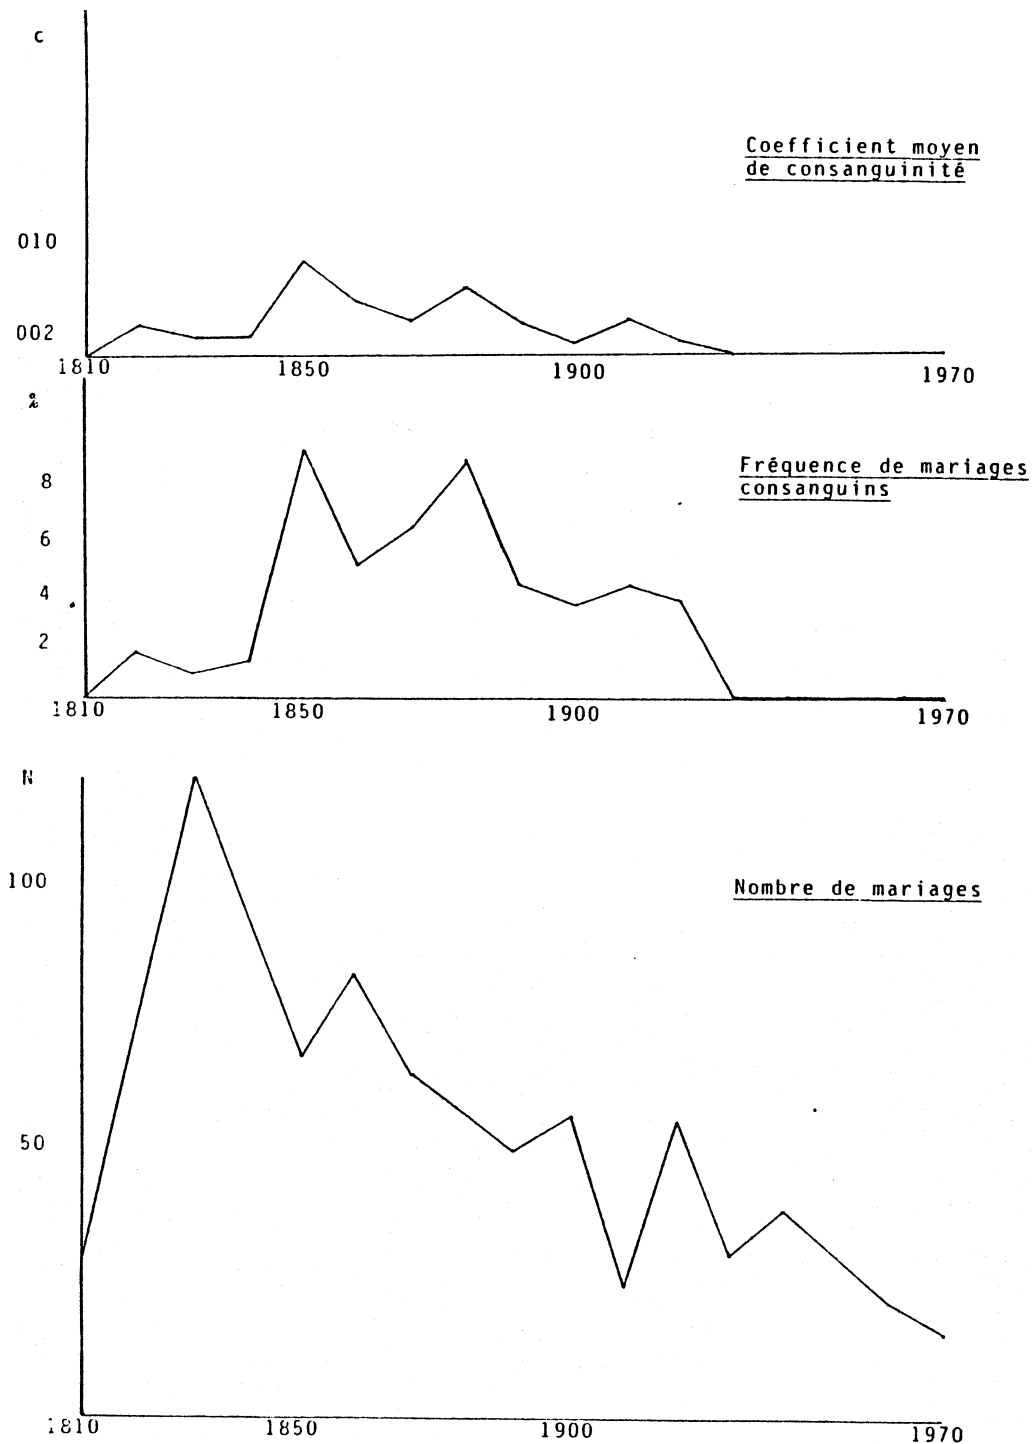 c
Coefficient moyen
de consanguinité
010
002
1810 1850 1900 1970
%
Fréquence de mariages
consanguins
8
6
4
2
1810 1850 1900 1970
N
100
Nombre de mariages
50
1810 1850 1900 1970